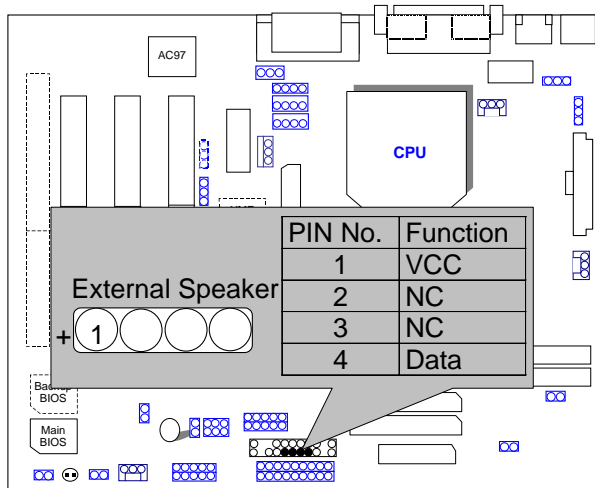 AC97
CPU
PIN No. Function
1 VCC
2 NC
3 NC
4 Data
External Speaker
+ 1
BIOS
Main
BIOS